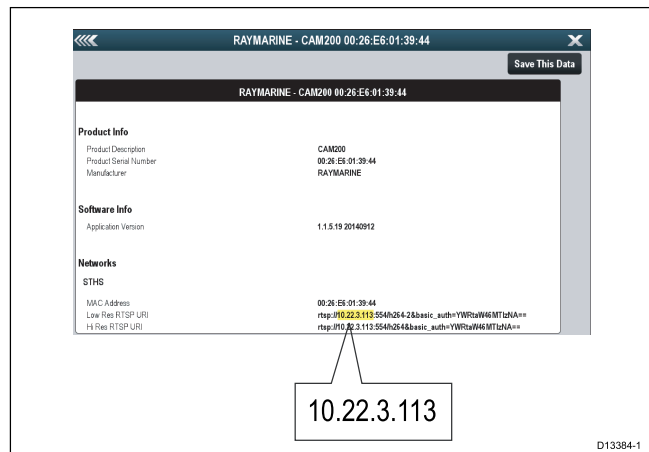 RAYMARINE - CAM200 00:26:E6:01:39:44
Save This Data
RAYMARINE - CAM200 00:26:E6:01:39:44
Product Info
Product Description CAM200
Product Serial Number 00:26:E6:01:39:44
Manufacturer RAYMARINE
Software Info
Application Version 1.1.5.19 20140912
Networks
STHS
MAC Address 00:26:E6:01:39:44
Low Res RTSP URI rtsp://10.22.3.113:554/h264-2&basic_auth=YWRtaW46MTIzNA==
Hi Res RTSP URI rtsp://10.22.3.113:554/h264&basic_auth=YWRtaW46MTIzNA==
10.22.3.113
D13384-1